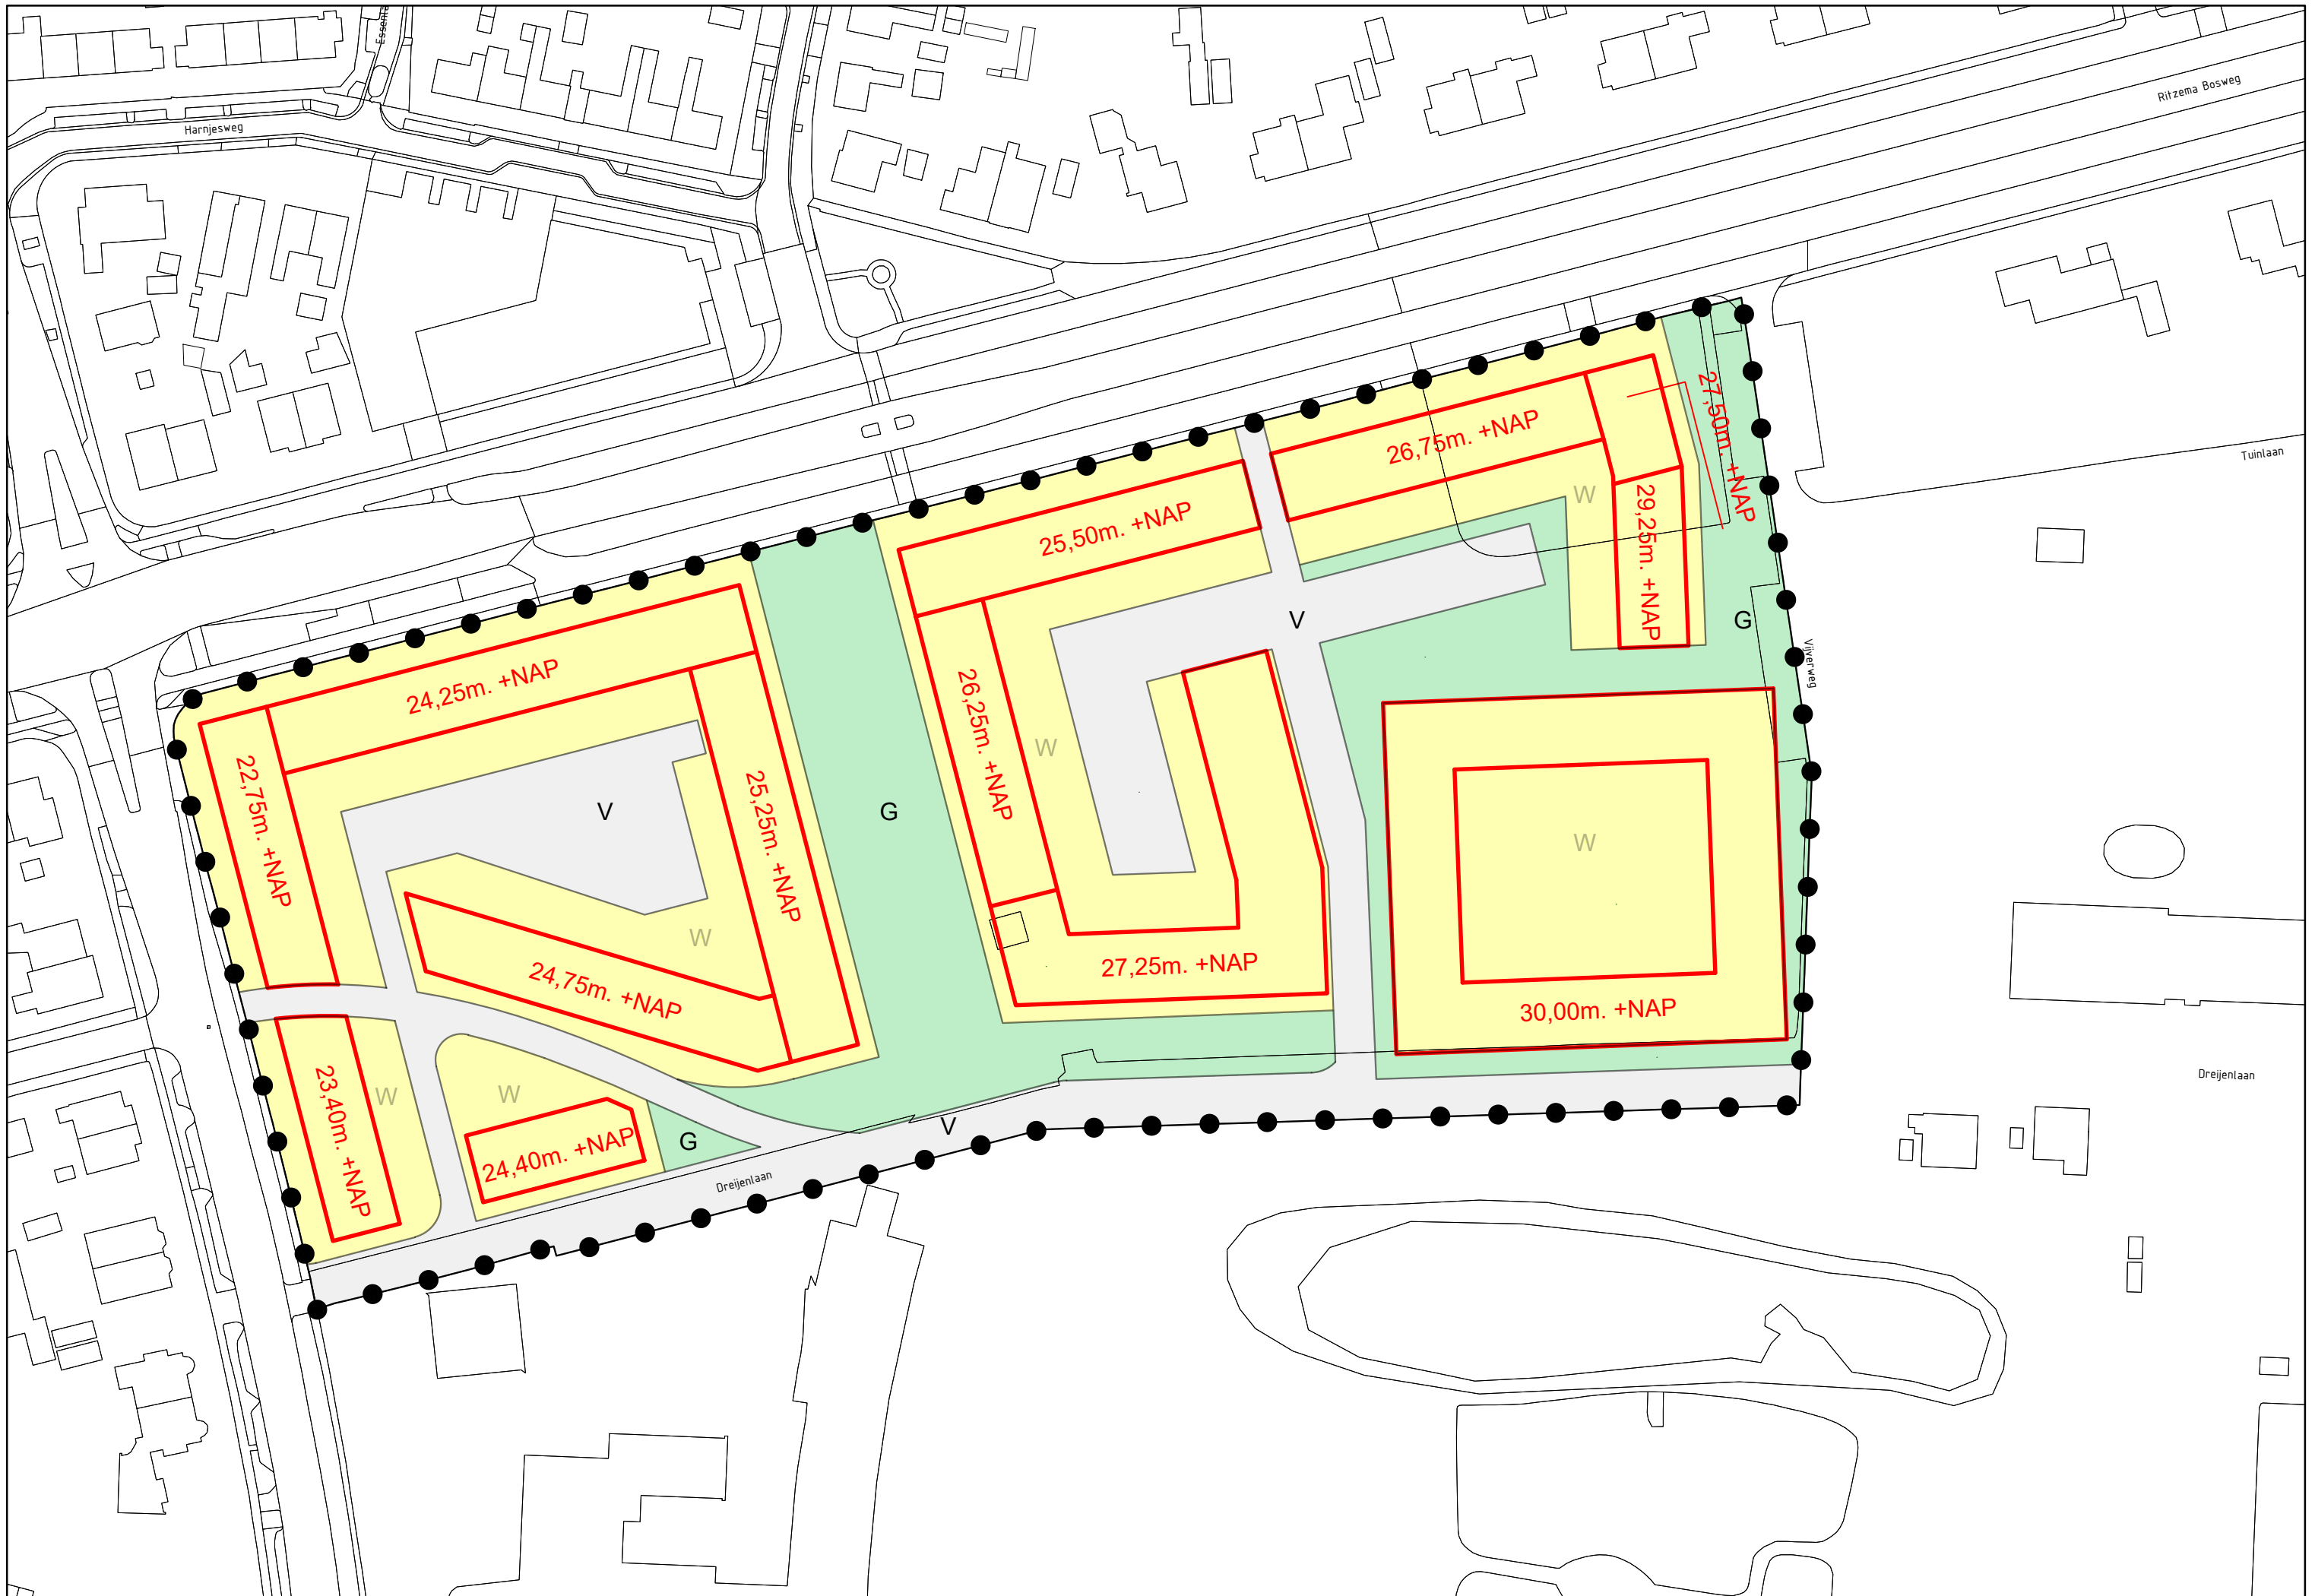 Essenla
Ritzema Bosweg
Harnjesweg
27,50m. +NAP
26,75m. +NAP
Tuinlaan
W
25,50m. +NAP
29,25m. +NAP
V
G
Vijverweg
24,25m. +NAP
26,25m. +NAP
W
22,75m. +NAP
V
25,25m. +NAP
G
W
W
27,25m. +NAP
24,75m. +NAP
30,00m. +NAP
Dreijenlaan
W
W
23,40m. +NAP
V
24,40m. +NAP
G
Dreijenlaan